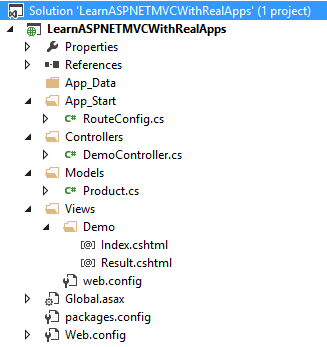 Solution 'LearnASPNETMVCWithRealApps' (1 project)
LearnASPNETMVCWithRealApps
Properties
References
App_Data
App_Start
C# RouteConfig.cs
Controllers
C# DemoController.cs
Models
C# Product.cs
Views
Demo
[@] Index.cshtml
[@] Result.cshtml
web.config
Global.asax
packages.config
Web.config